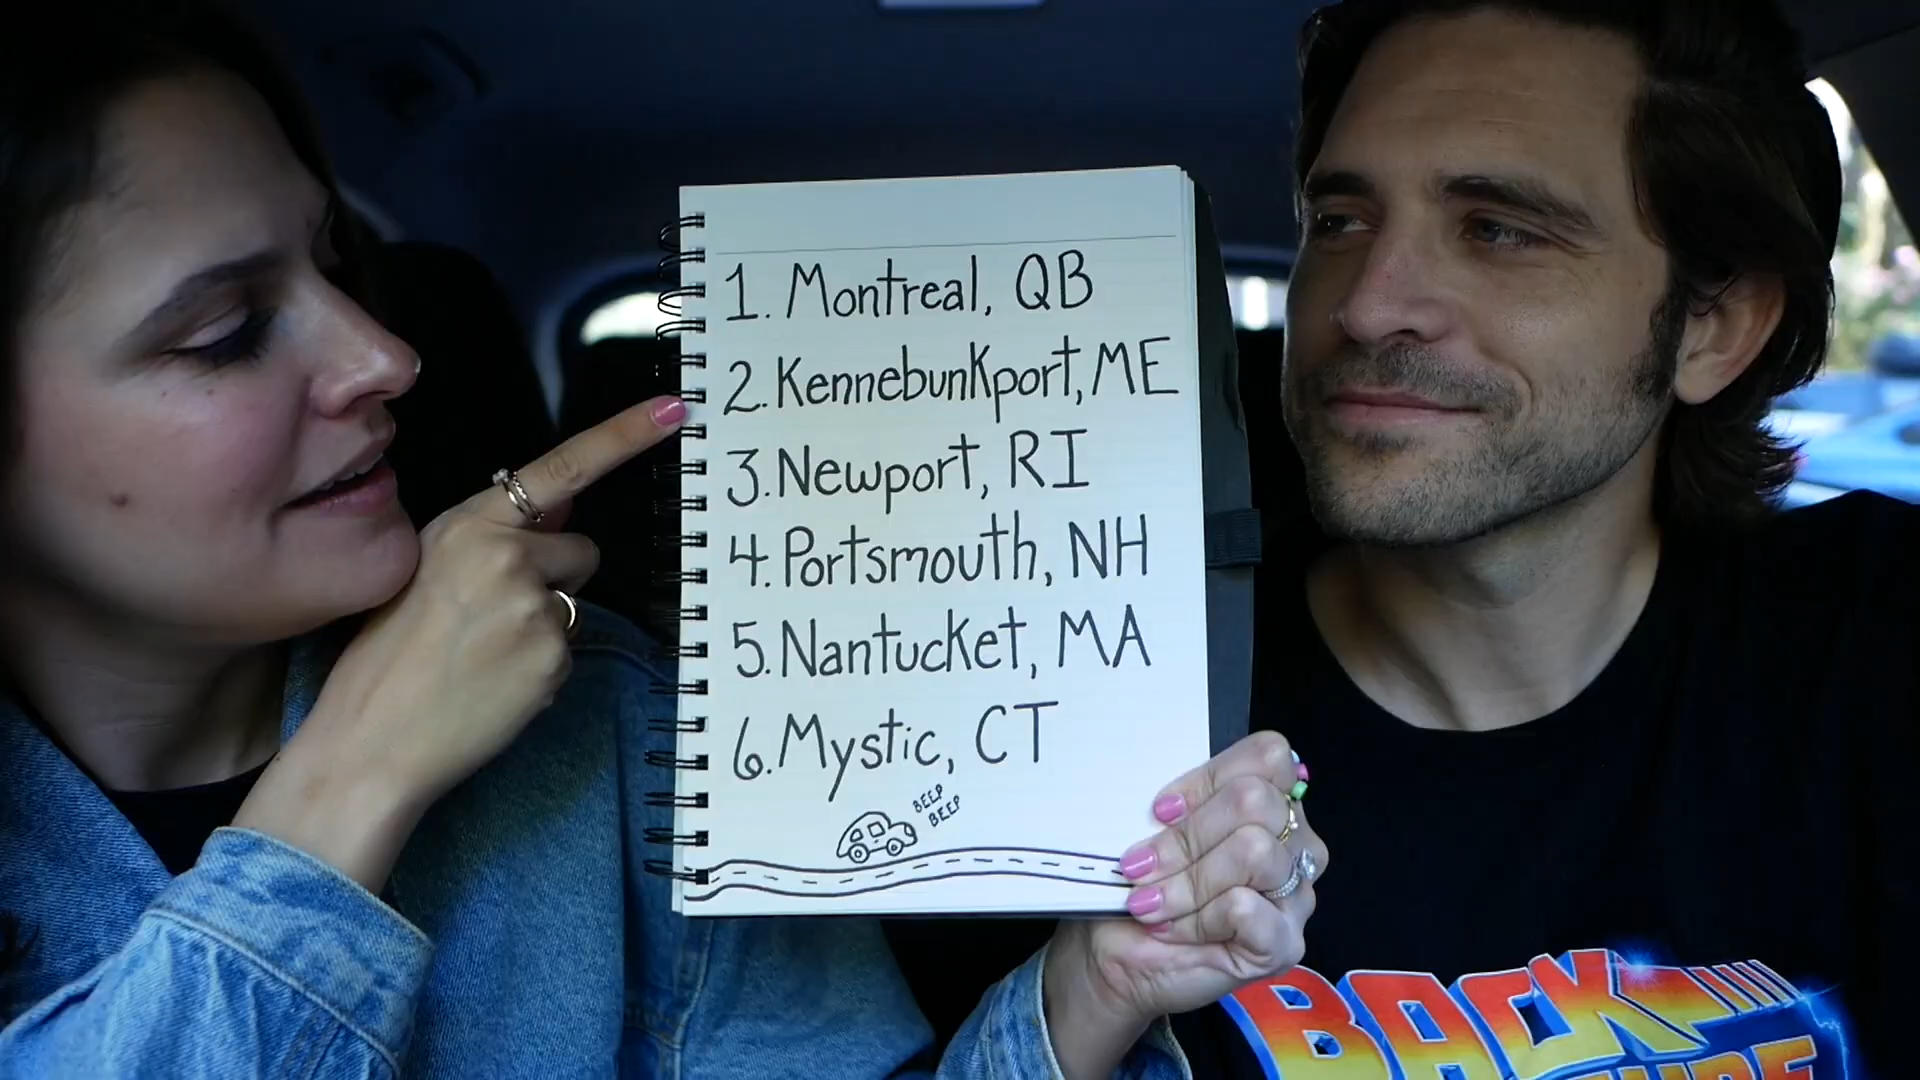 1. Montreal, QB
2. Kennebunkport, ME
3. Newport, RI
4. Portsmouth, NH
5. Nantucket, MA
6. Mystic, CT
BEEP
BEEP
BACK